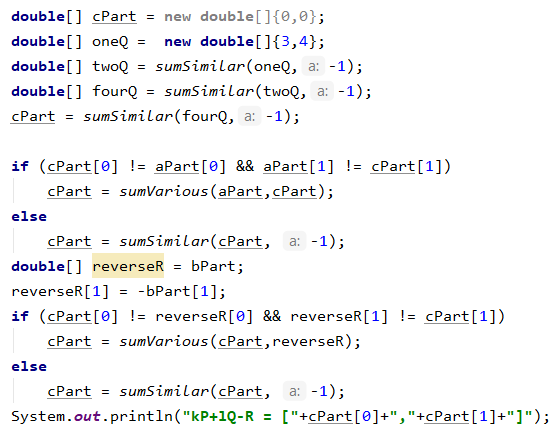 double[] cPart = new double[]{0,0};
double[] oneQ =  new double[]{3,4};
double[] twoQ = sumSimilar(oneQ, a: -1);
double[] fourQ = sumSimilar(twoQ, a: -1);
cPart = sumSimilar(fourQ, a: -1);

if (cPart[0] != aPart[0] && aPart[1] != cPart[1])
    cPart = sumVarious(aPart,cPart);
else
    cPart = sumSimilar(cPart, a: -1);
double[] reverseR = bPart;
reverseR[1] = -bPart[1];
if (cPart[0] != reverseR[0] && reverseR[1] != cPart[1])
    cPart = sumVarious(cPart,reverseR);
else
    cPart = sumSimilar(cPart, a: -1);
System.out.println("kP+lQ-R = ["+cPart[0]+","+cPart[1]+"]");